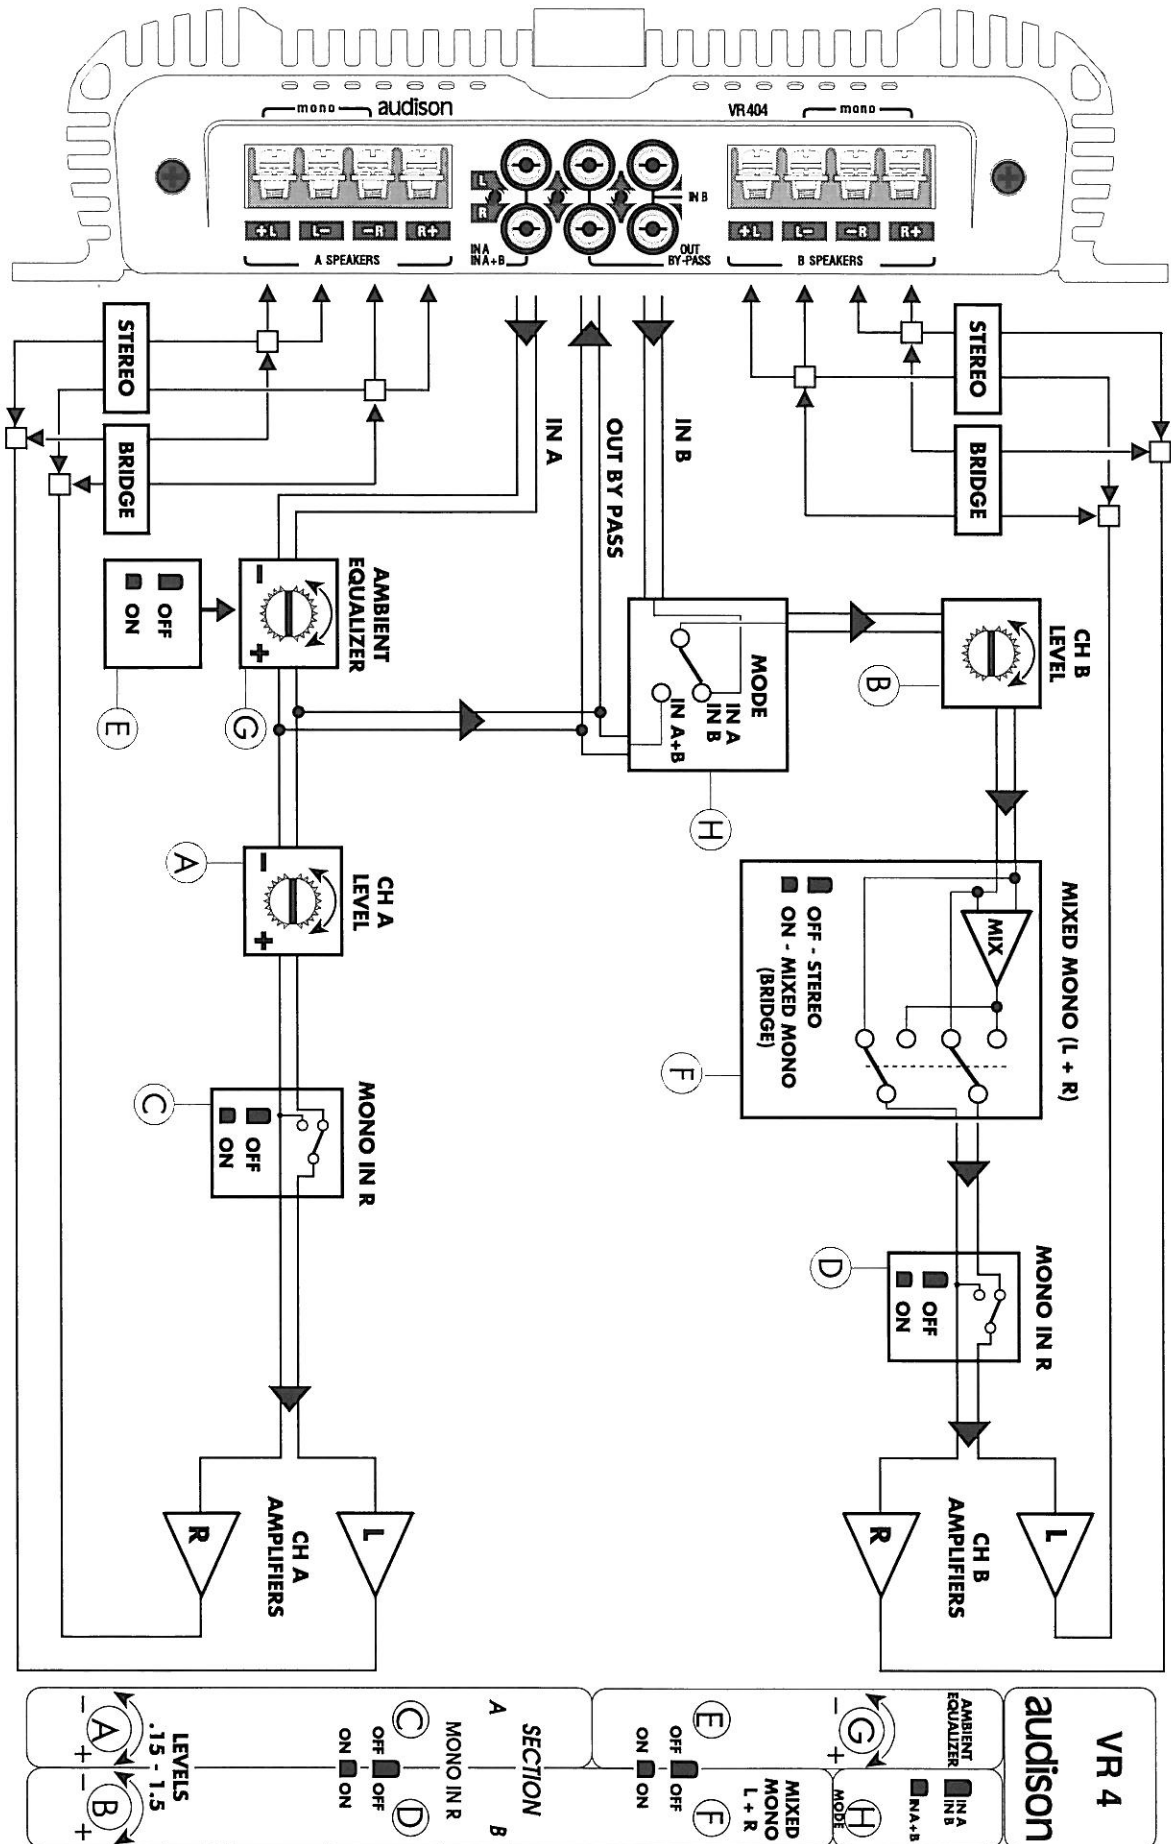 mono
audison
VR404
mono
L
R
IN B
+L
L-
-R
R+
IN A
IN A+B
OUT
BY-PASS
+L
L-
-R
R+
A SPEAKERS
B SPEAKERS
STEREO
BRIDGE
STEREO
BRIDGE
IN A
OUT BY PASS
IN B
OFF
ON
E
- +
G
AMBIENT
EQUALIZER
MODE
IN A
IN B
IN A+B
H
CH B
LEVEL
B
CH A
LEVEL
- +
A
MIXED MONO (L + R)
MIX
OFF - STEREO
ON - MIXED MONO
(BRIDGE)
F
MONO IN R
OFF
ON
C
MONO IN R
OFF
ON
D
L
R
CH A
AMPLIFIERS
L
R
CH B
AMPLIFIERS
VR 4
audison
AMBIENT
EQUALIZER
- G +
IN A
IN B
IN A+B
MODE
H
E
OFF OFF
ON ON
F
MIXED
MONO
L + R
SECTION
A B
MONO IN R
C
OFF OFF
ON ON
D
LEVELS
.15 - 1.5
- A +
- B +